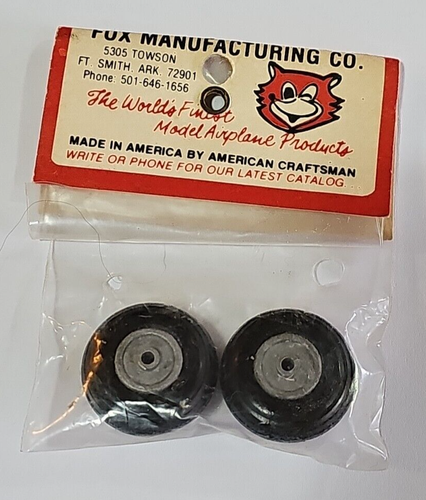 FOX MANUFACTURING CO.
5305 TOWSON
FT. SMITH, ARK. 72901
Phone: 501-646-1656
The World's Finest
Model Airplane Products
MADE IN AMERICA BY AMERICAN CRAFTSMAN
WRITE OR PHONE FOR OUR LATEST CATALOG.